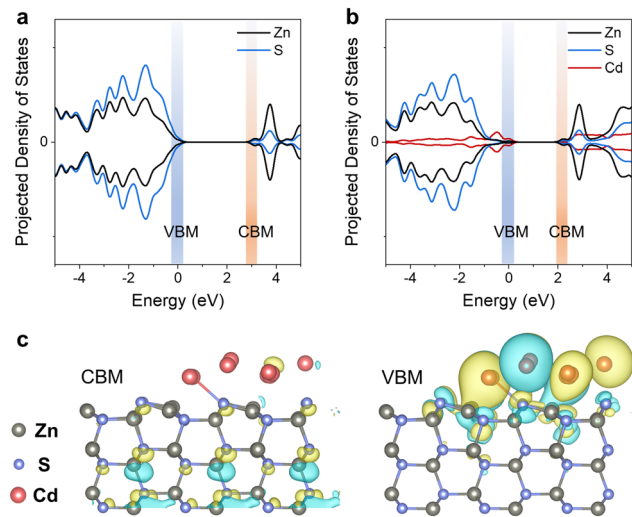 a
b
Zn
S
Zn
S
Cd
Projected Density of States
0
VBM
CBM
-4
-2
0
2
4
Energy (eV)
Projected Density of States
0
VBM
CBM
-4
-2
0
2
4
Energy (eV)
c
CBM
VBM
Zn
S
Cd